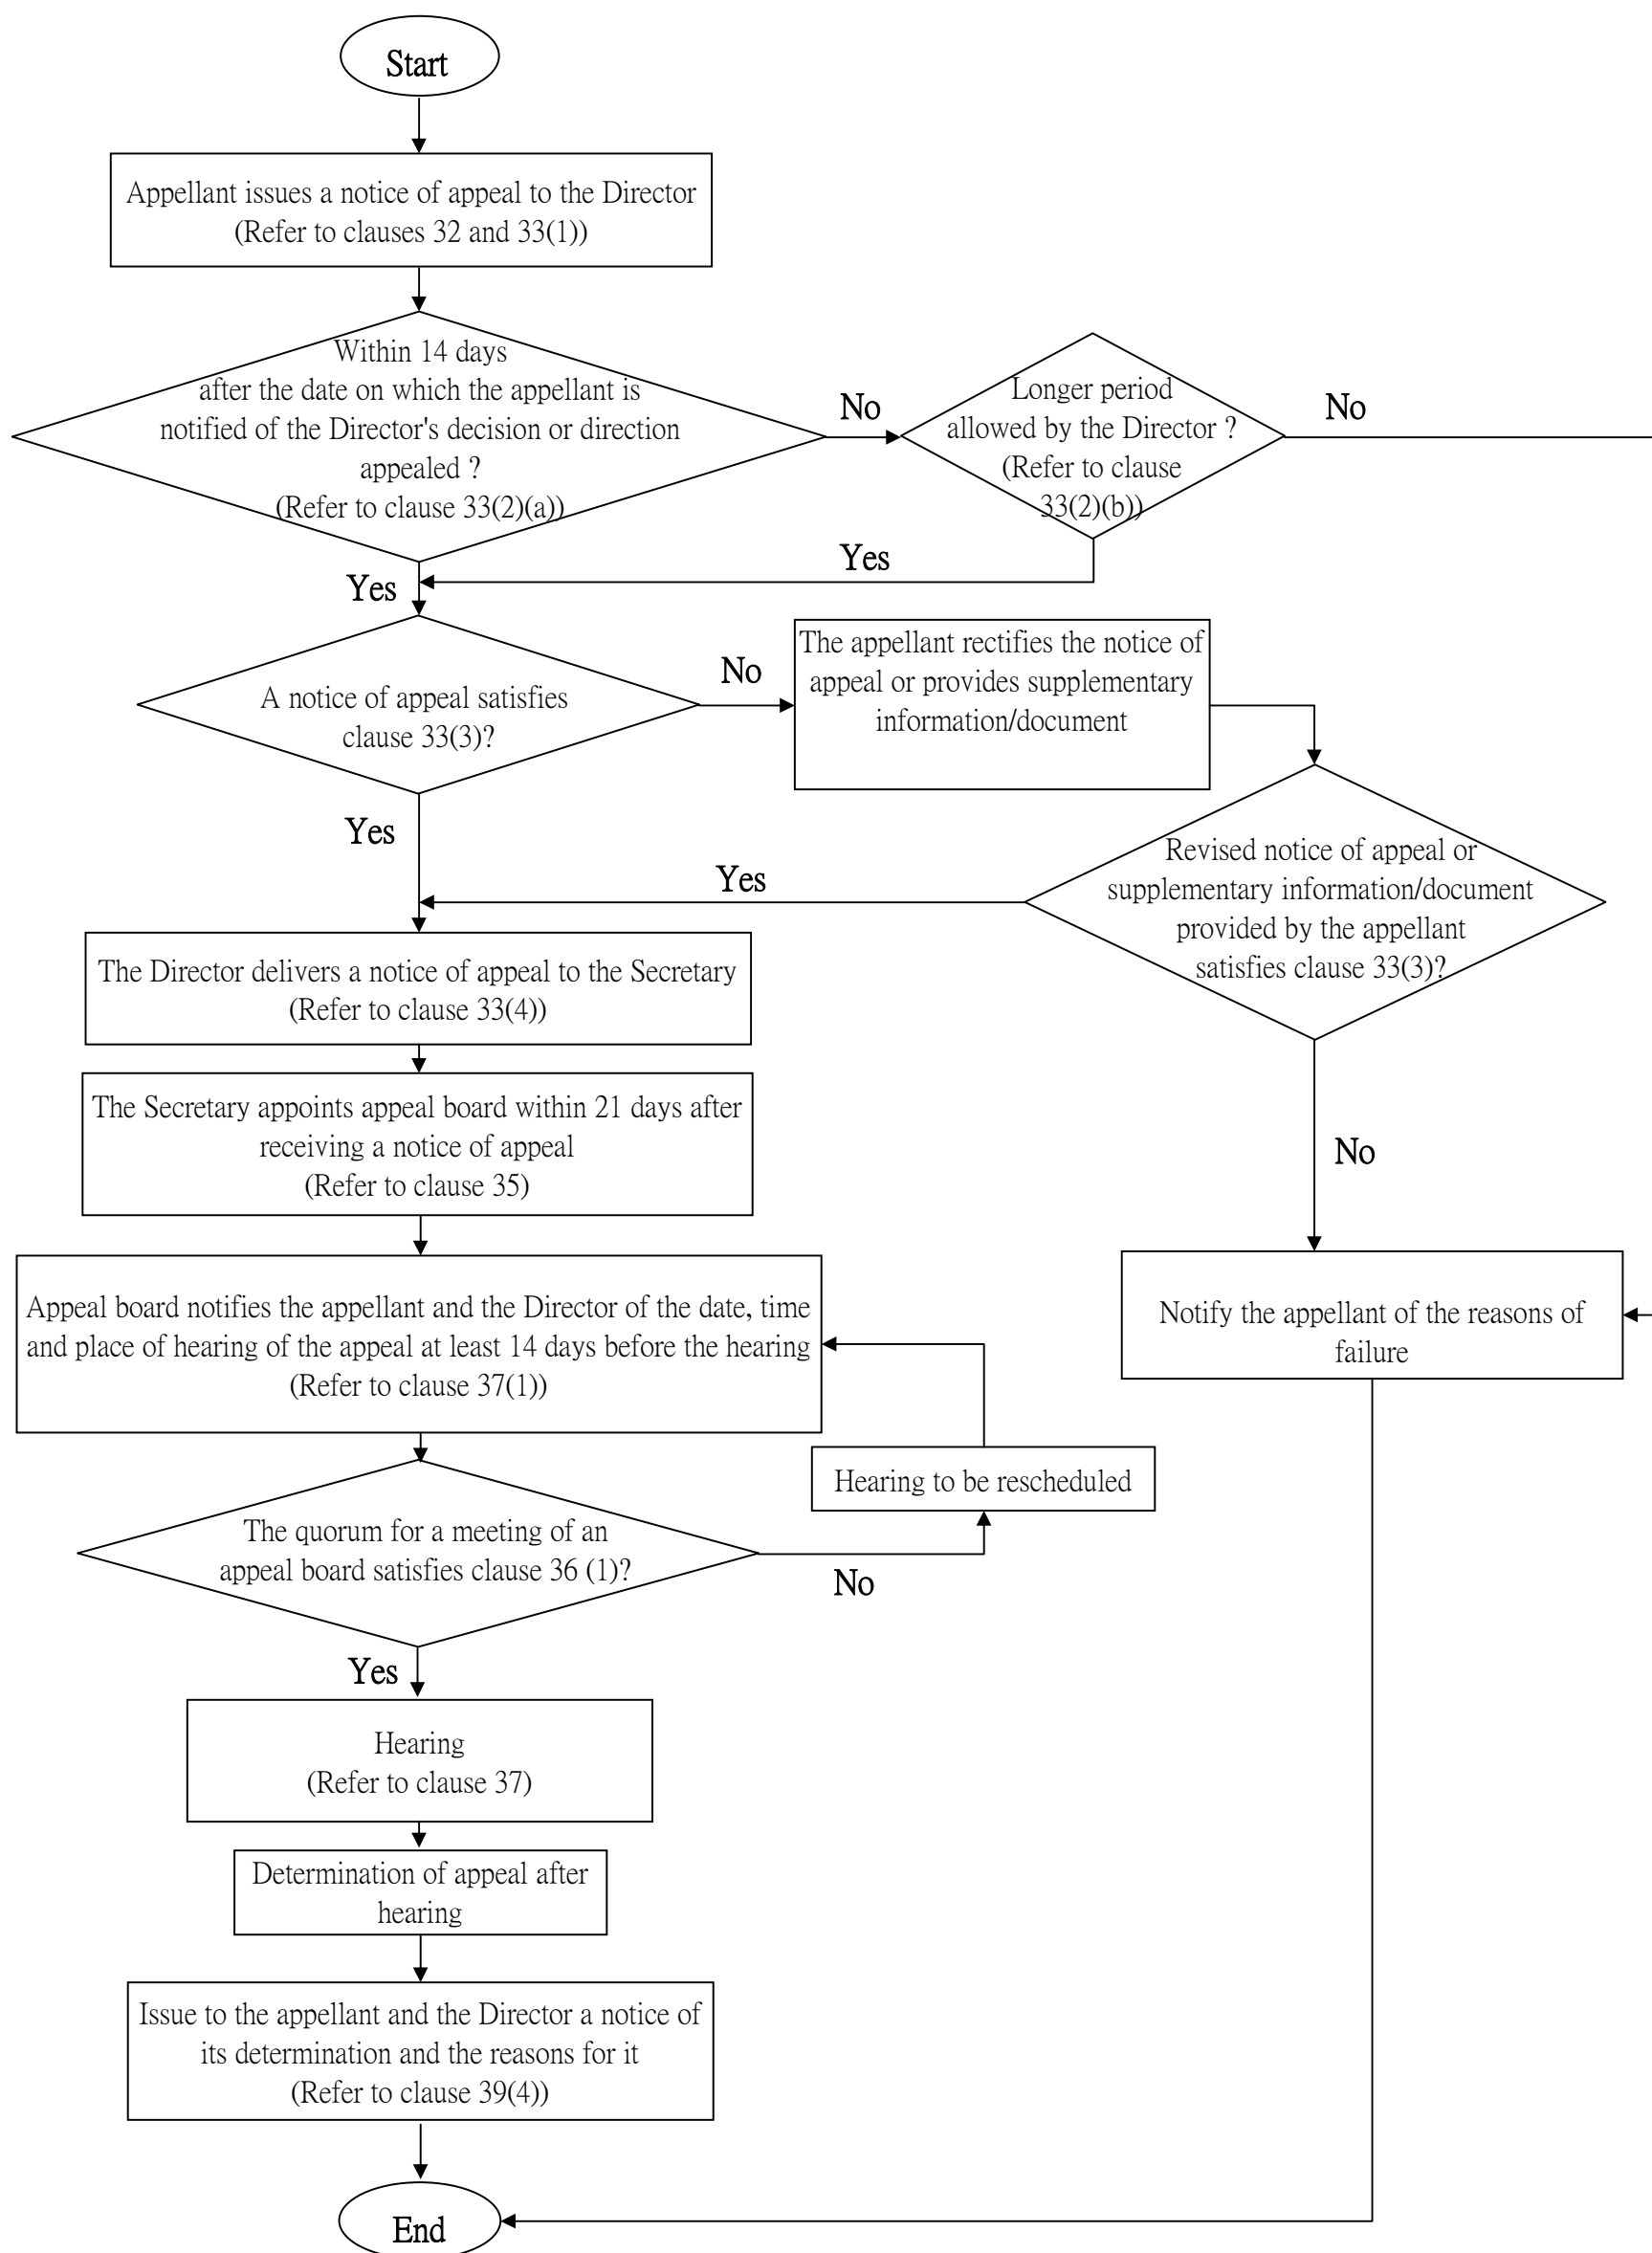 Start
Appellant issues a notice of appeal to the Director
(Refer to clauses 32 and 33(1))
Within 14 days
after the date on which the appellant is
notified of the Director's decision or direction
appealed ?
(Refer to clause 33(2)(a))
No
Longer period
allowed by the Director ?
(Refer to clause
33(2)(b))
No
Yes
Yes
A notice of appeal satisfies
clause 33(3)?
No
The appellant rectifies the notice of
appeal or provides supplementary
information/document
Yes
Yes
Revised notice of appeal or
supplementary information/document
provided by the appellant
satisfies clause 33(3)?
The Director delivers a notice of appeal to the Secretary
(Refer to clause 33(4))
The Secretary appoints appeal board within 21 days after
receiving a notice of appeal
(Refer to clause 35)
No
Appeal board notifies the appellant and the Director of the date, time
and place of hearing of the appeal at least 14 days before the hearing
(Refer to clause 37(1))
Notify the appellant of the reasons of
failure
Hearing to be rescheduled
The quorum for a meeting of an
appeal board satisfies clause 36 (1)?
No
Yes
Hearing
(Refer to clause 37)
Determination of appeal after
hearing
Issue to the appellant and the Director a notice of
its determination and the reasons for it
(Refer to clause 39(4))
End